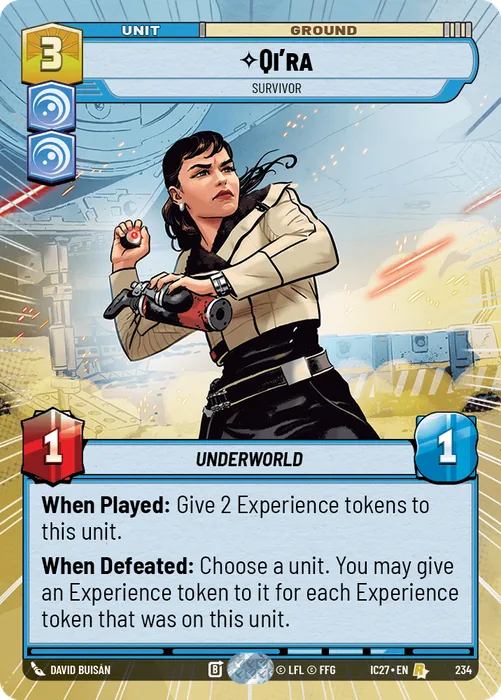 UNIT
GROUND
3
✧QI'RA
SURVIVOR
1
UNDERWORLD
1
When Played: Give 2 Experience tokens to
this unit.
When Defeated: Choose a unit. You may give
an Experience token to it for each Experience
token that was on this unit.
DAVID BUISÁN
B
© LFL © FFG
IC27•EN
R
234